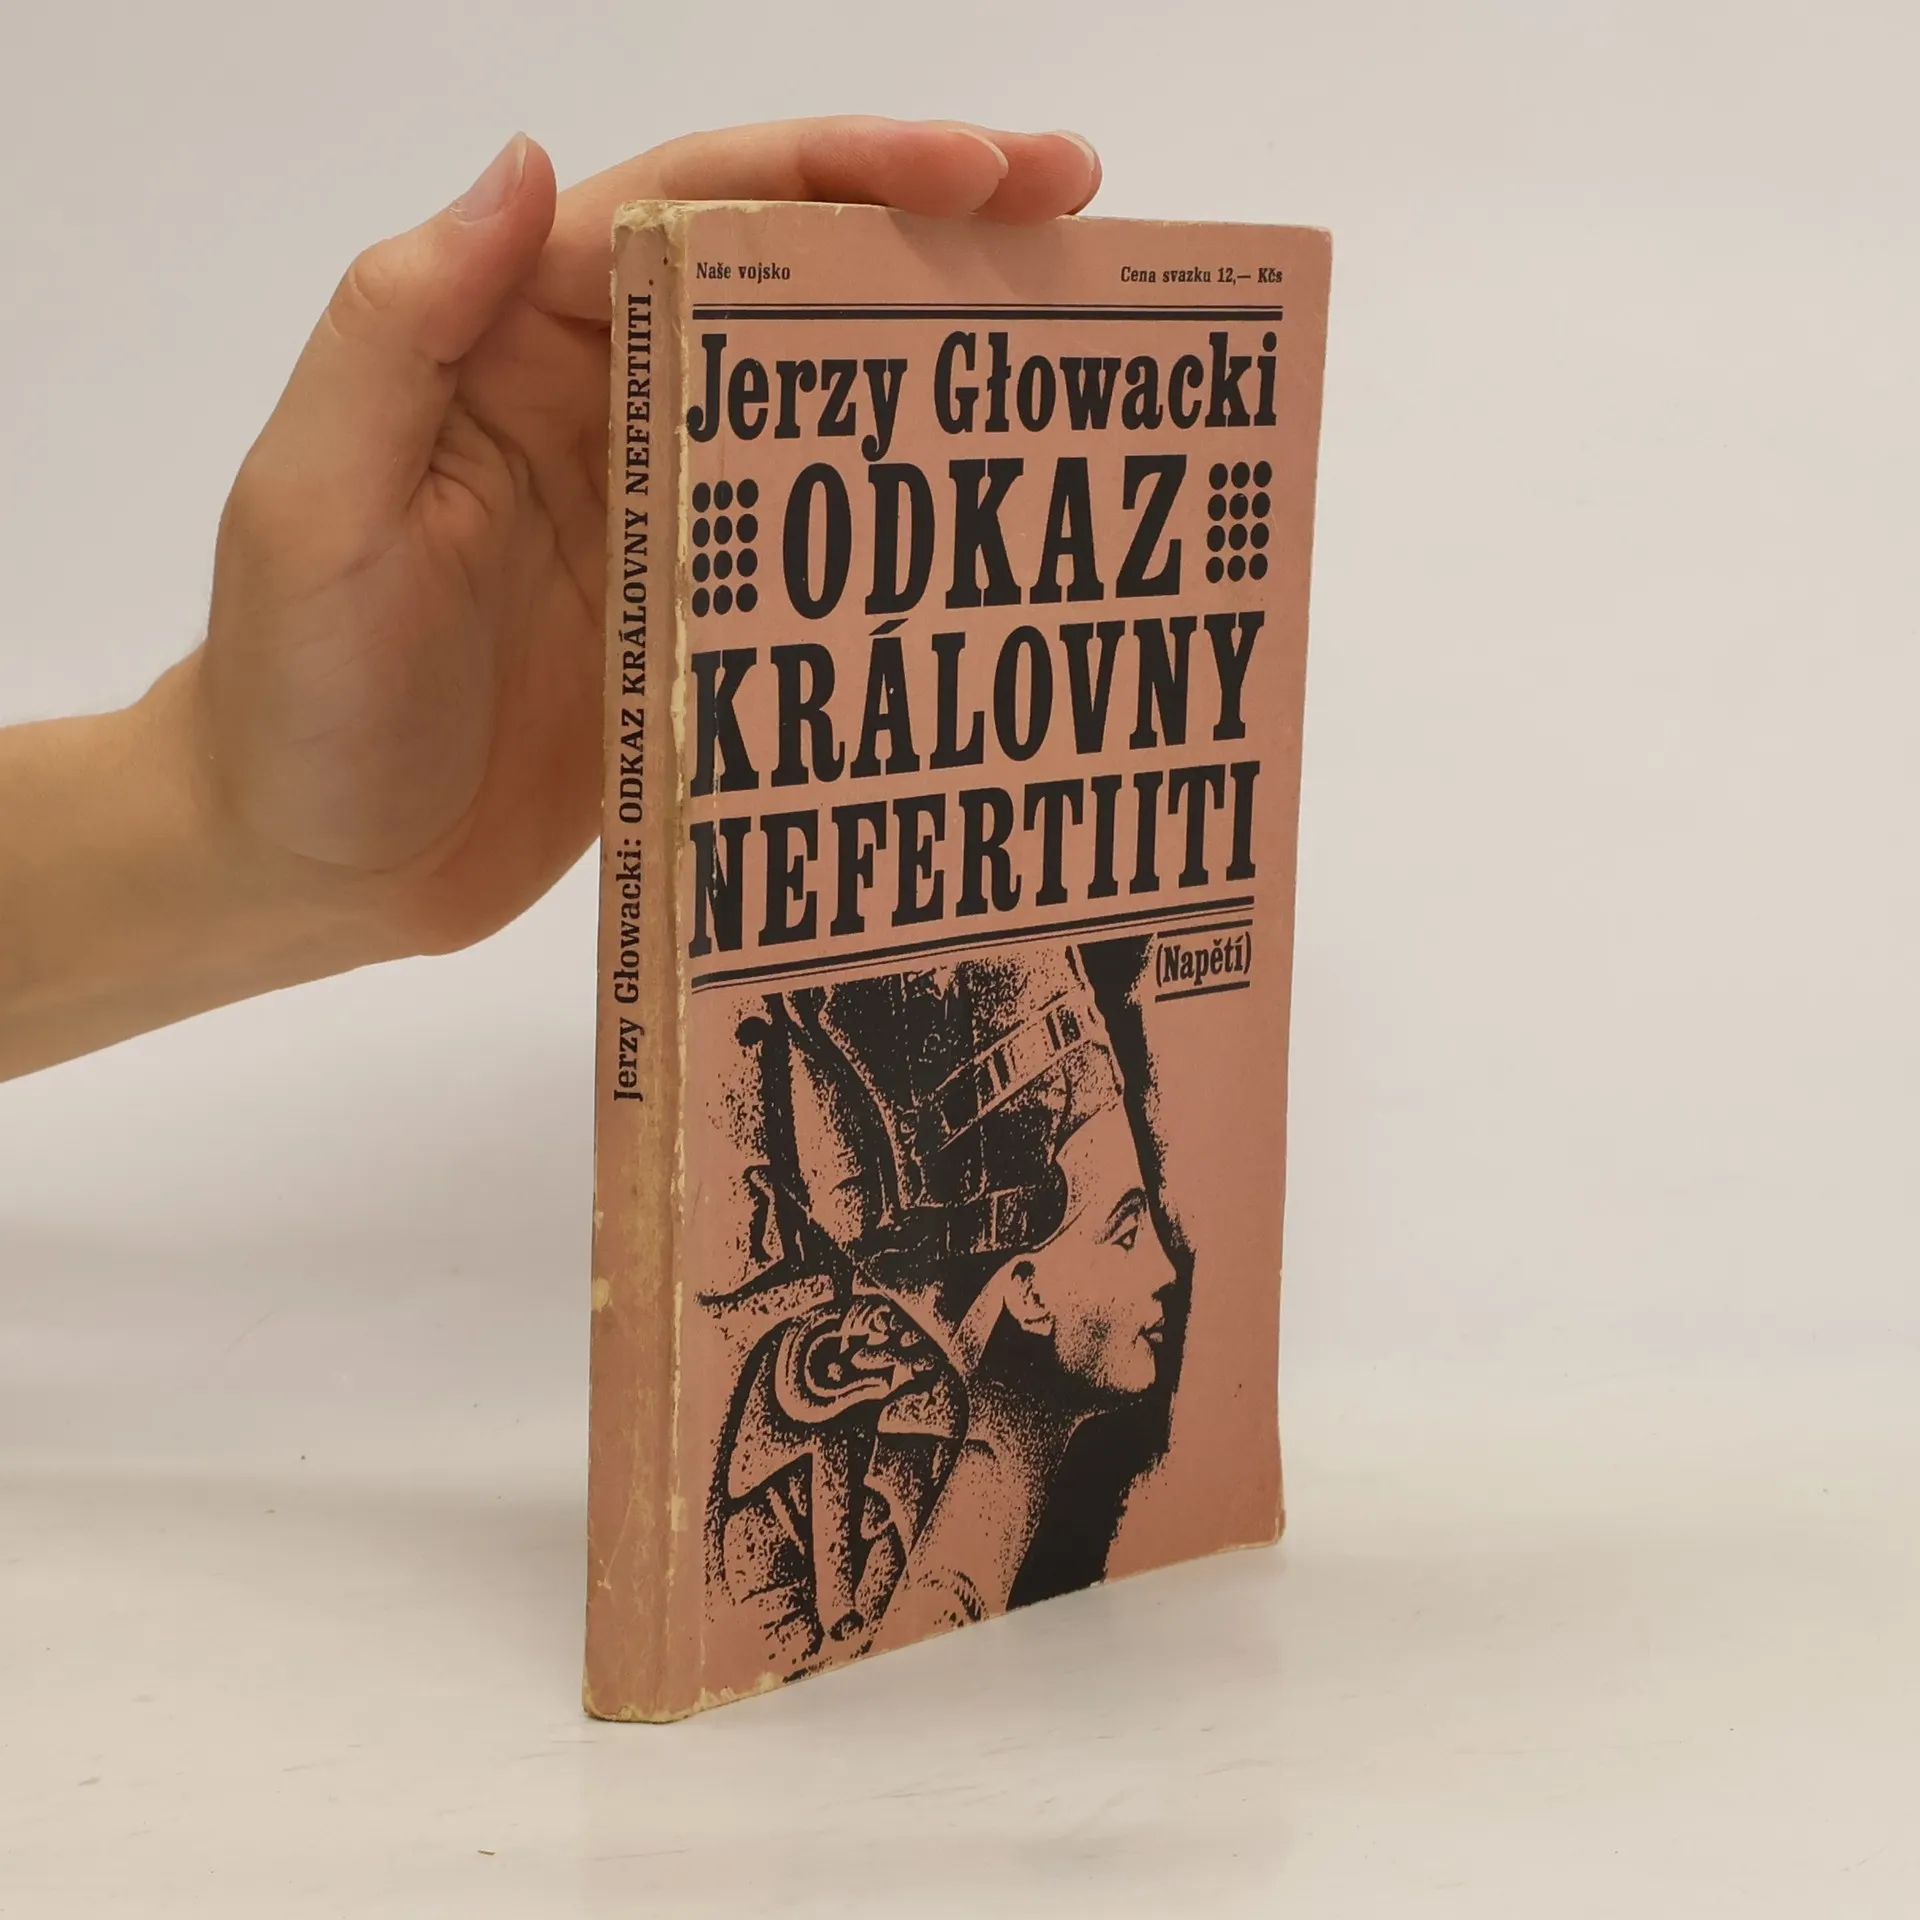 Naše vojsko
Cena svazku 12,— Kčs
Jerzy Głowacki
ODKAZ
KRÁLOVNY
NEFERTIITI
(Napětí)
Jerzy Głowacki: ODKAZ KRÁLOVNY NEFERTIITI